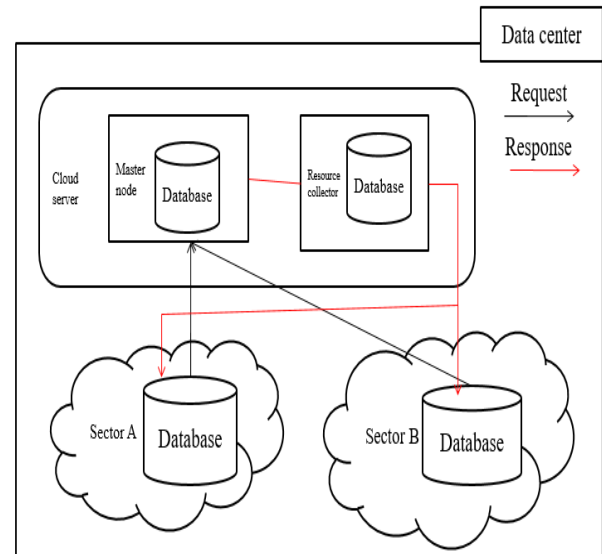 Data center
Request
Response
Cloud
server
Master
node
Database
Resource
collector
Database
Sector A
Database
Sector B
Database